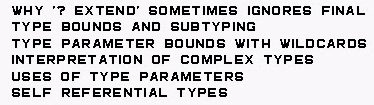 WHY '? EXTEND' SOMETIMES IGNORES FINAL
TYPE BOUNDS AND SUBTYPING
TYPE PARAMETER BOUNDS WITH WILDCARDS
INTERPRETATION OF COMPLEX TYPES
USES OF TYPE PARAMETERS
SELF REFERENTIAL TYPES